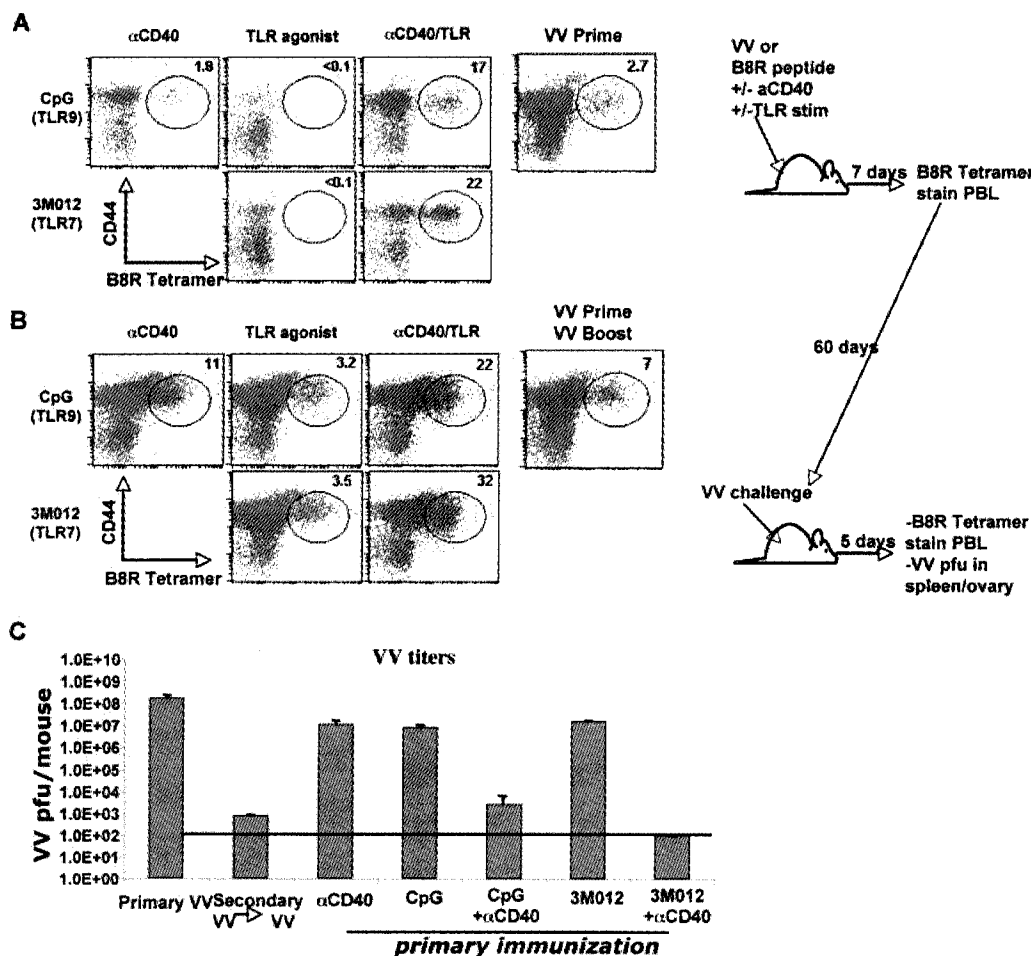 A
αCD40 TLR agonist αCD40/TLR VV Prime
CpG
(TLR9)
1.8 <0.1 17 2.7
3M012
(TLR7)
<0.1 22
CD44
B8R Tetramer
VV or
B8R peptide
+/- aCD40
+/-TLR stim
7 days
B8R Tetramer
stain PBL
60 days
B
αCD40 TLR agonist αCD40/TLR
VV Prime
VV Boost
CpG
(TLR9)
11 3.2 22 7
3M012
(TLR7)
3.5 32
CD44
B8R Tetramer
VV challenge
5 days
-B8R Tetramer
stain PBL
-VV pfu in
spleen/ovary
C
VV titers
VV pfu/mouse
1.0E+10
1.0E+09
1.0E+08
1.0E+07
1.0E+06
1.0E+05
1.0E+04
1.0E+03
1.0E+02
1.0E+01
1.0E+00
Primary VV
Secondary
VV VV
αCD40
CpG
CpG
+αCD40
3M012
3M012
+αCD40
primary immunization